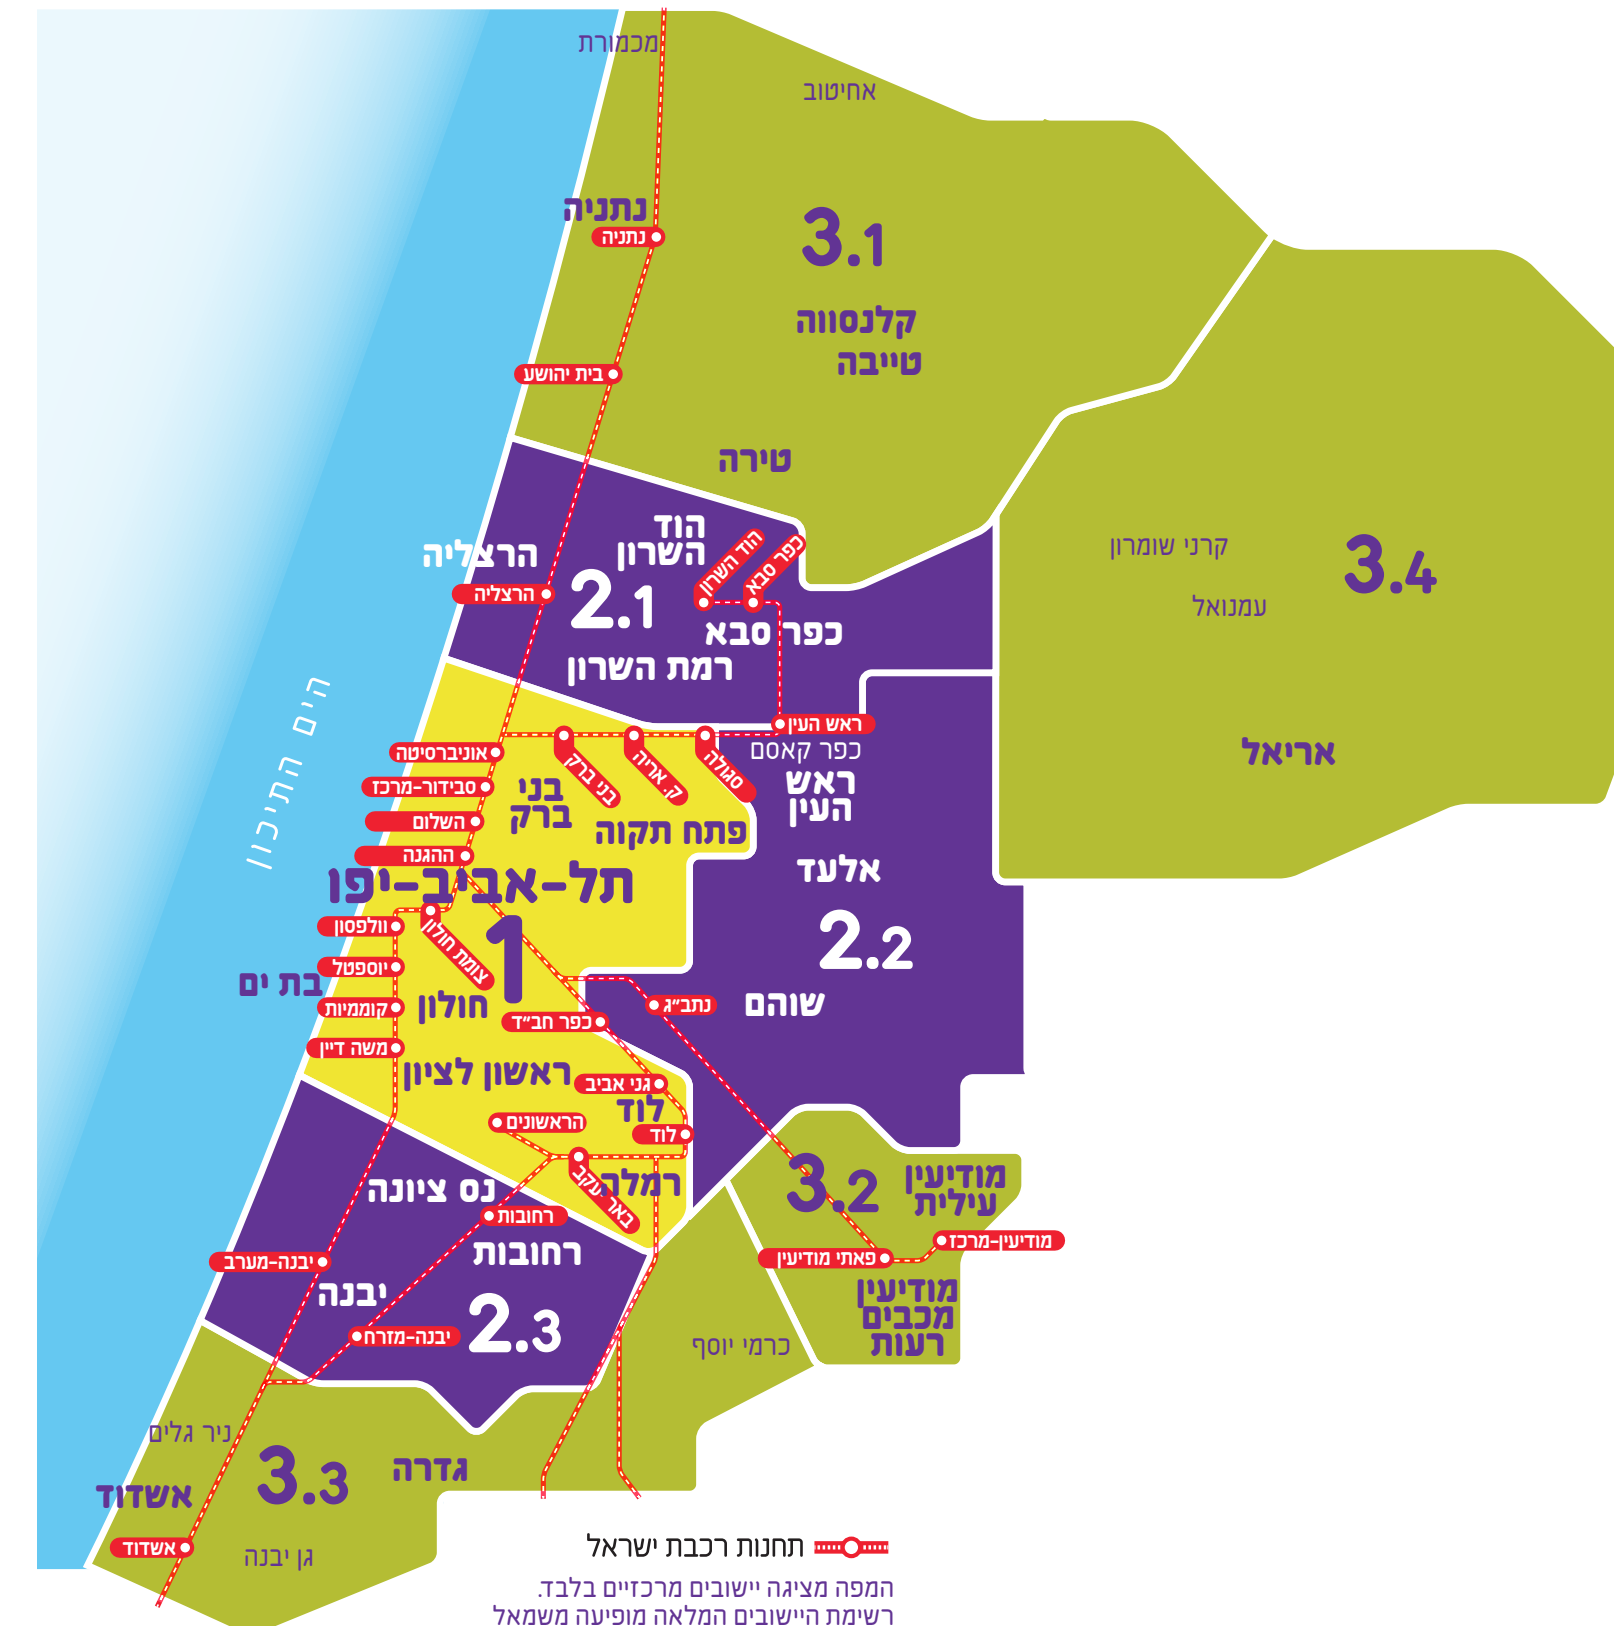 מכמורת
אחיטוב
נתניה
נתניה
3.1
קלנסווה
טייבה
בית יהושע
טירה
הוד
השרון
הוד השרון
כפר סבא
הרצליה
הרצליה
2.1
כפר סבא
רמת השרון
קרני שומרון
3.4
עמנואל
אריאל
הים התיכון
ראש העין
כפר קאסם
ראש
העין
אוניברסיטה
סבידור-מרכז
השלום
ההגנה
בני ברק
ק. אריה
סגולה
בני
ברק
פתח תקוה
אלעד
תל-אביב-יפו
1
2.2
וולפסון
צומת חולון
יוספטל
בת ים
קוממיות
חולון
משה דיין
שוהם
נתב״ג
כפר חב״ד
ראשון לציון
גני אביב
לוד
הראשונים
לוד
רמלה
באר יעקב
נס ציונה
רחובות
רחובות
יבנה-מערב
יבנה
2.3
יבנה-מזרח
3.2
מודיעין
עילית
מודיעין-מרכז
פאתי מודיעין
מודיעין
מכבים
רעות
כרמי יוסף
ניר גלים
3.3
גדרה
אשדוד
אשדוד
גן יבנה
תחנות רכבת ישראל
המפה מציגה יישובים מרכזיים בלבד.
רשימת היישובים המלאה מופיעה משמאל